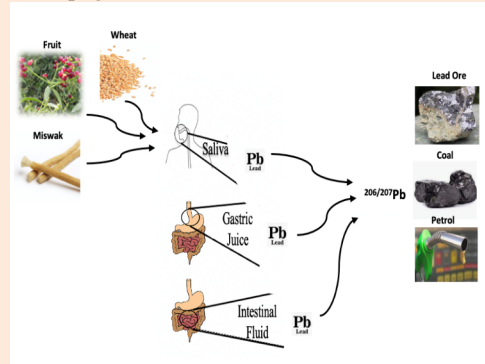 Wheat
Fruit
Miswak
Saliva
Pb
Lead
Gastric
Juice
Pb
Lead
Intestinal
Fluid
Pb
Lead
206/207Pb
Lead Ore
Coal
Petrol